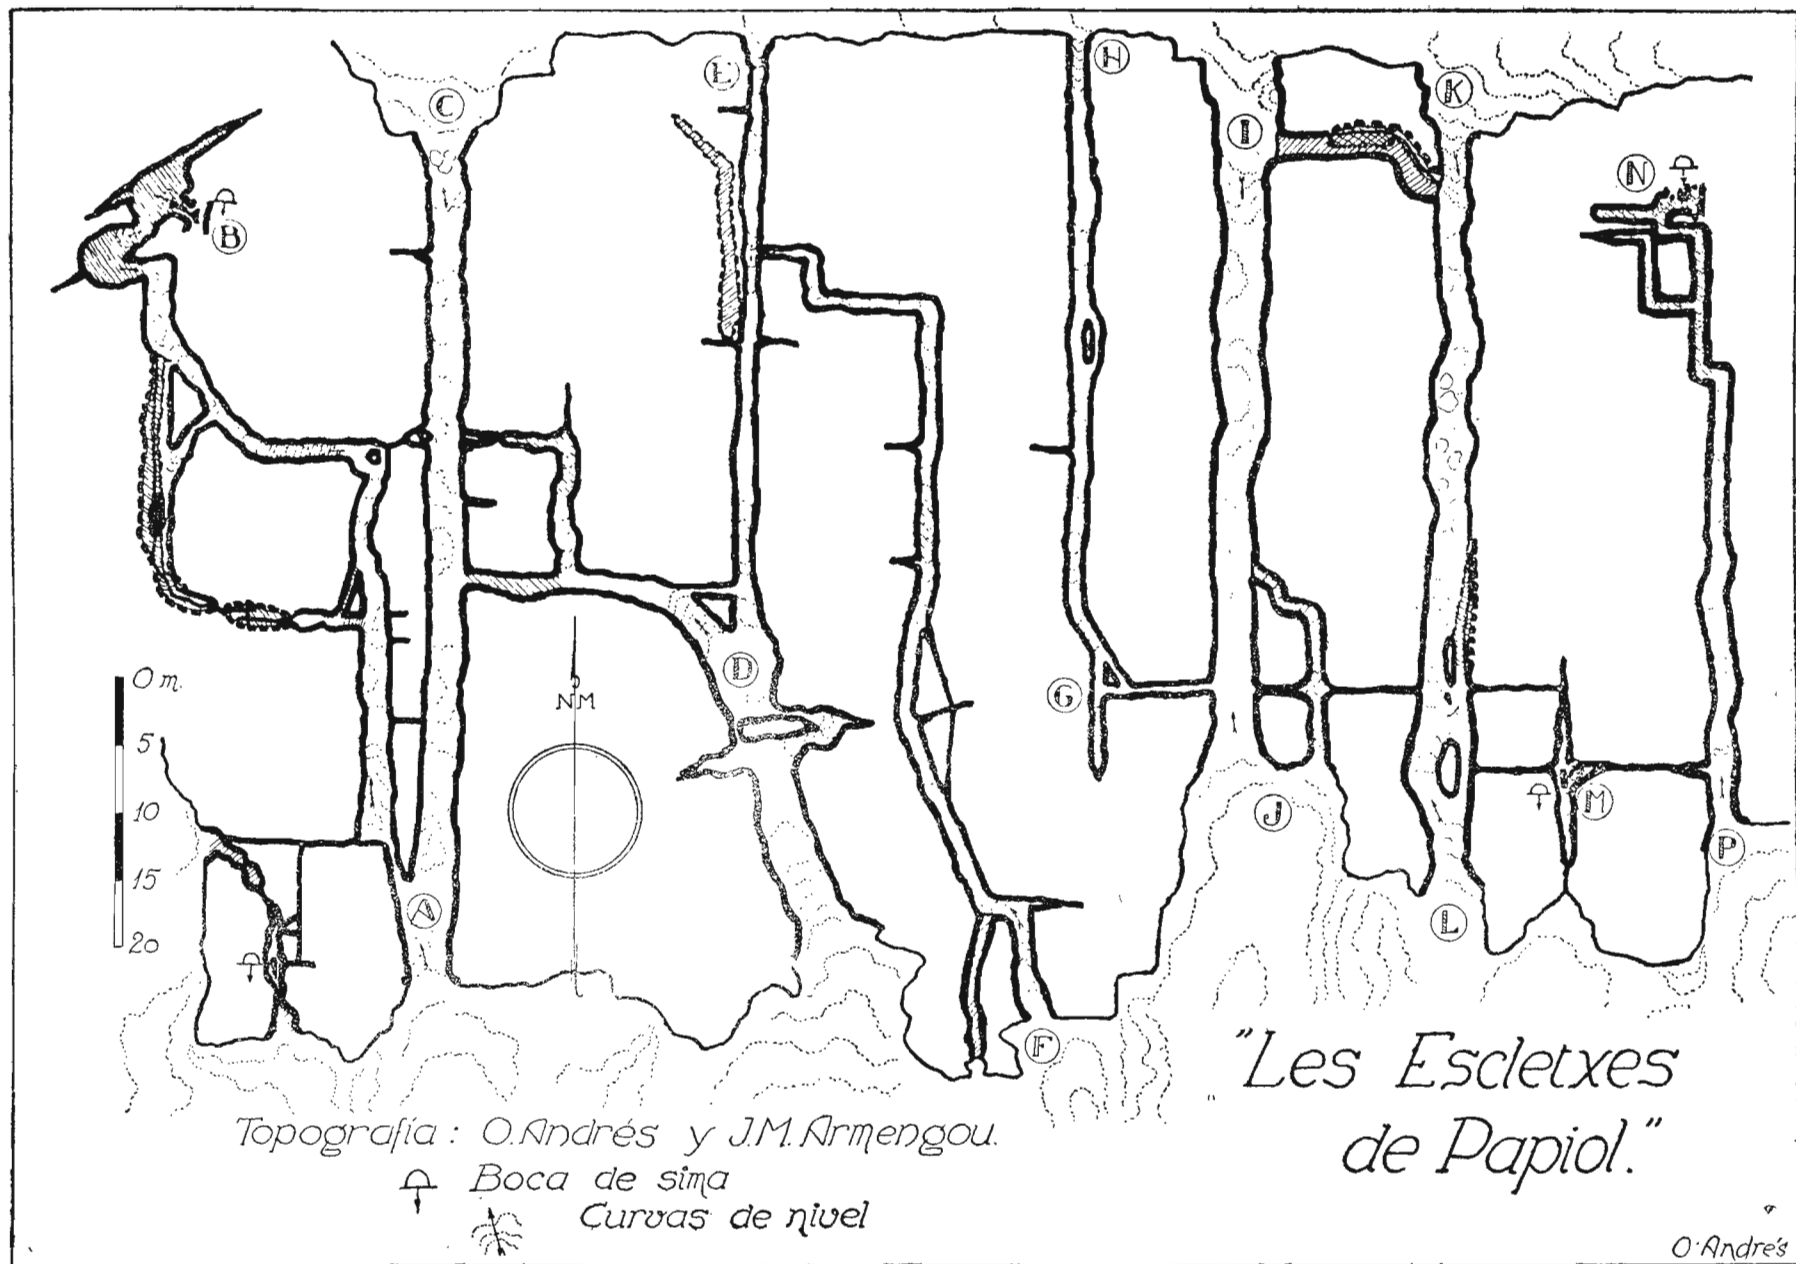 C
E
H
I
K
N
B
D
G
J
M
P
A
L
F
0 m.
5
10
15
20
NM
"Les Escletxes
de Papiol."
Topografía: O. Andrés y J.M. Armengou.
Boca de sima
Curvas de nivel
O. Andrés